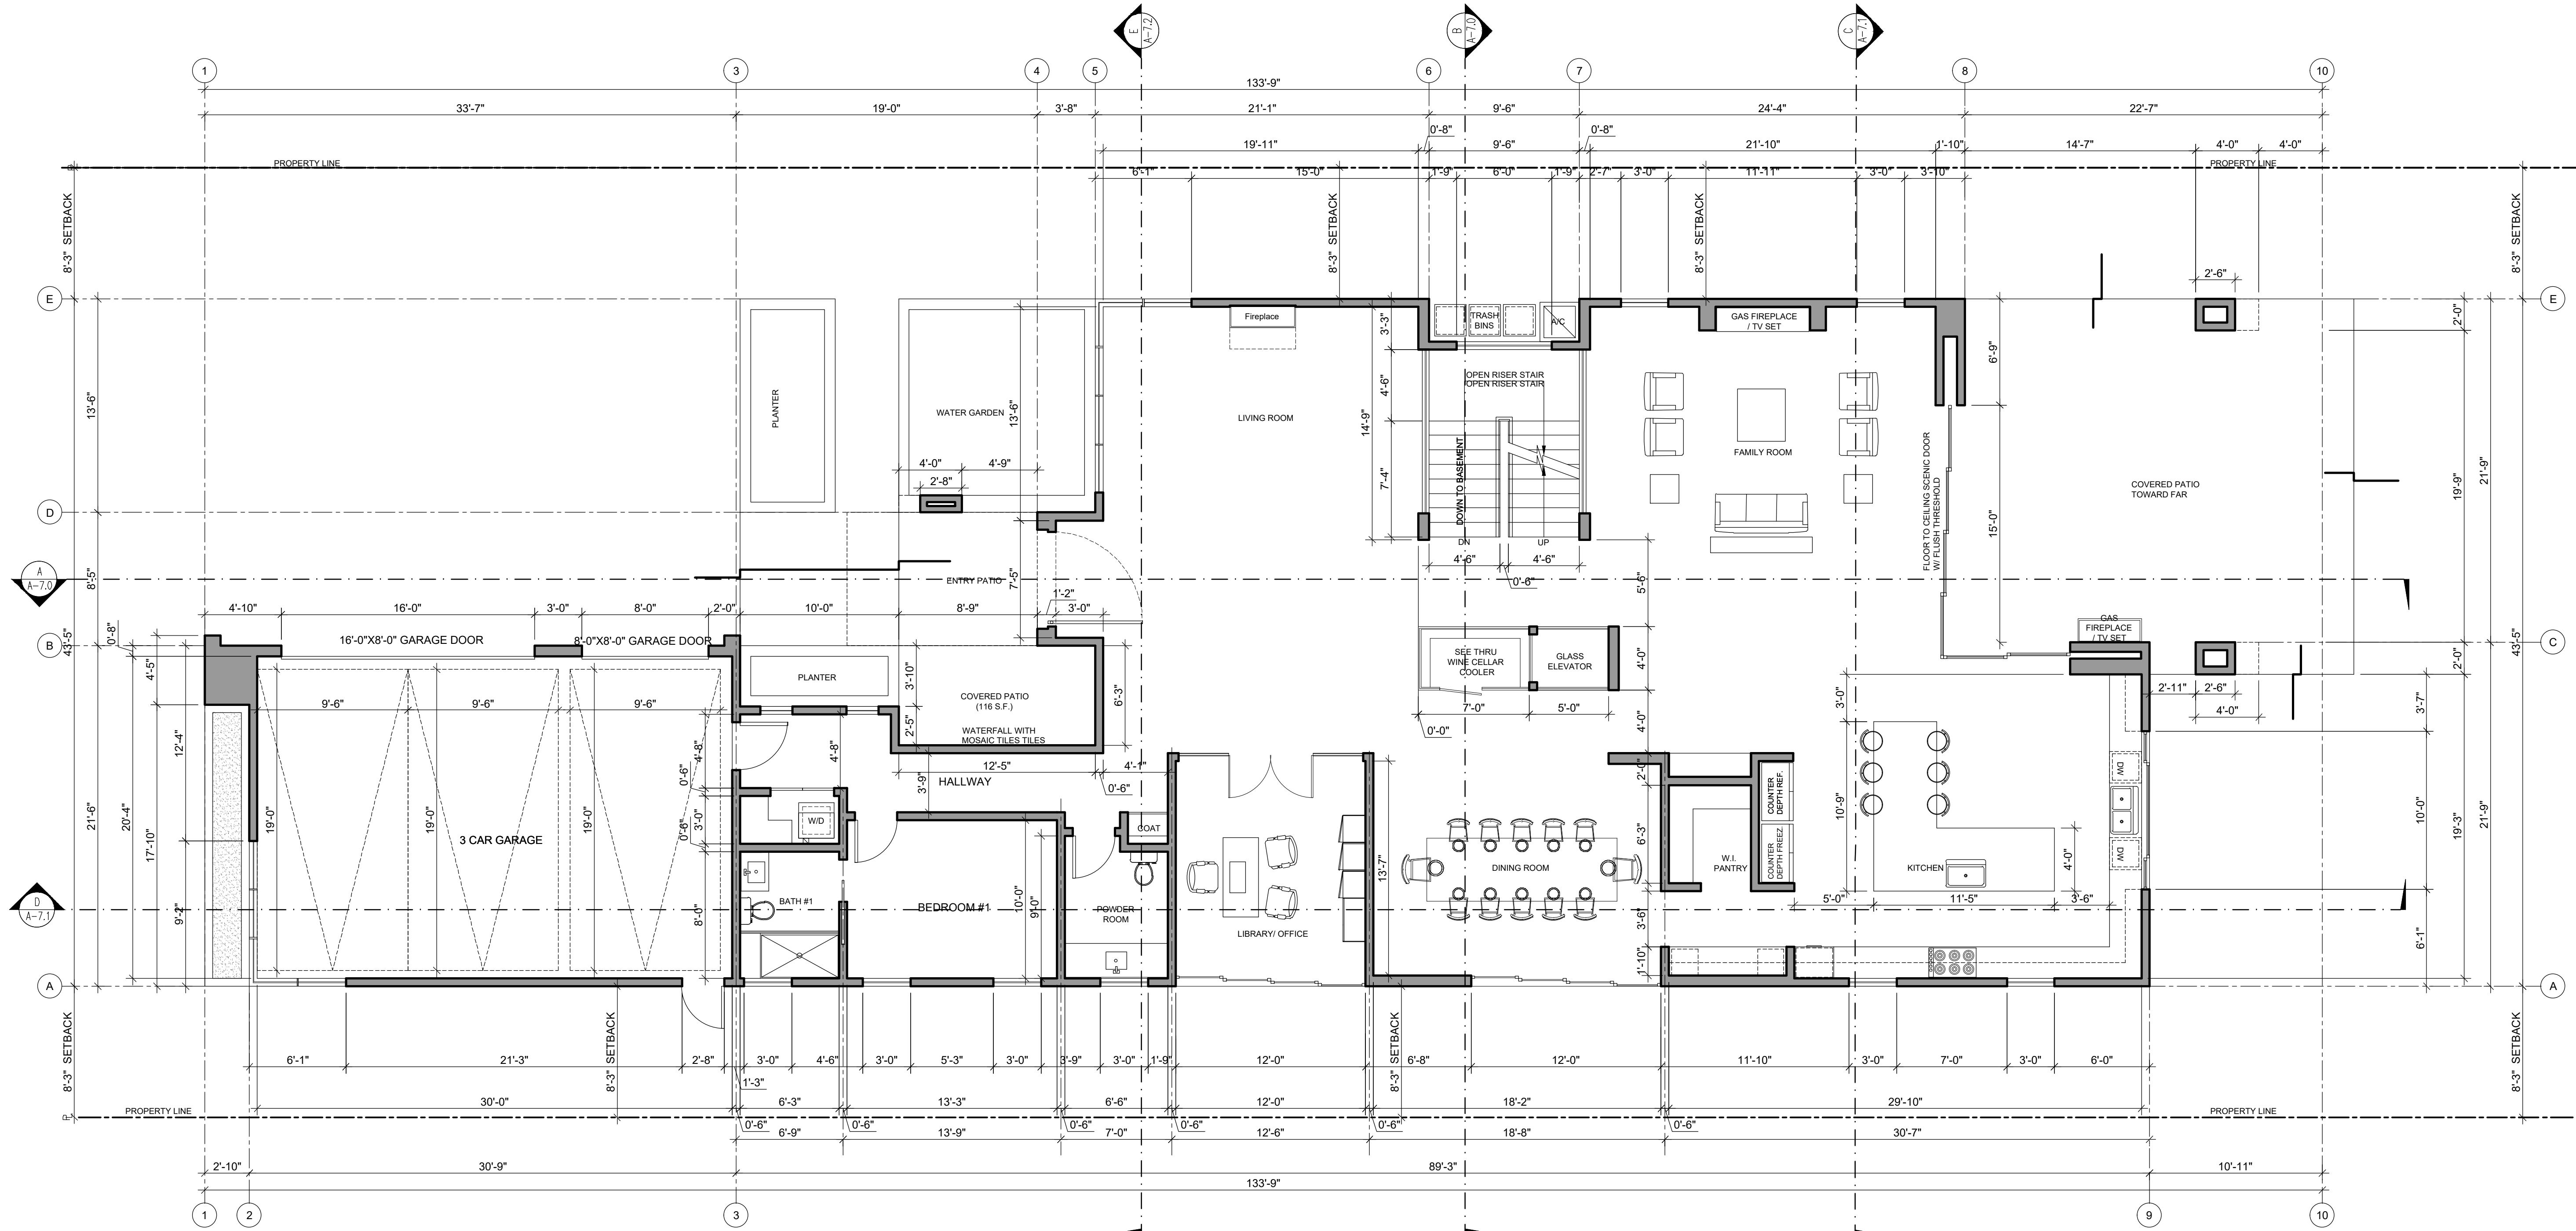 E
A-7.2
B
A-7.0
C
A-7.1
1
3
4
5
6
7
8
10
133'-9"
33'-7"
19'-0"
3'-8"
21'-1"
9'-6"
24'-4"
22'-7"
0'-8"
0'-8"
19'-11"
9'-6"
21'-10"
1'-10"
14'-7"
4'-0"
4'-0"
PROPERTY LINE
PROPERTY LINE
6'-1"
15'-0"
1'-9"
6'-0"
1'-9"
2'-7"
3'-0"
11'-11"
3'-0"
3'-10"
8'-3" SETBACK
8'-3" SETBACK
8'-3" SETBACK
8'-3" SETBACK
2'-6"
E
E
Fireplace
TRASH
BINS
A/C
GAS FIREPLACE
/ TV SET
3'-3"
2'-0"
6'-9"
OPEN RISER STAIR
OPEN RISER STAIR
4'-6"
13'-6"
PLANTER
WATER GARDEN
13'-6"
LIVING ROOM
14'-9"
7'-4"
DOWN TO BASEMENT
FAMILY ROOM
FLOOR TO CEILING SCENIC DOOR
W/ FLUSH THRESHOLD
15'-0"
COVERED PATIO
TOWARD FAR
19'-9"
21'-9"
4'-0"
4'-9"
2'-8"
D
DN
UP
4'-6"
4'-6"
0'-6"
A
A-7.0
8'-5"
43'-5"
ENTRY PATIO
7'-5"
1'-2"
3'-0"
5'-6"
4'-10"
16'-0"
3'-0"
8'-0"
2'-0"
10'-0"
8'-9"
0'-8"
16'-0"X8'-0" GARAGE DOOR
8'-0"X8'-0" GARAGE DOOR
B
GAS
FIREPLACE
/ TV SET
C
43'-5"
2'-0"
4'-5"
PLANTER
3'-10"
COVERED PATIO
(116 S.F.)
6'-3"
SEE THRU
WINE CELLAR
COOLER
GLASS
ELEVATOR
4'-0"
2'-11"
2'-6"
4'-0"
3'-0"
3'-7"
9'-6"
9'-6"
9'-6"
7'-0"
5'-0"
0'-0"
2'-5"
WATERFALL WITH
MOSAIC TILES TILES
4'-0"
12'-4"
4'-8"
4'-8"
12'-5"
4'-1"
0'-6"
HALLWAY
3'-9"
2'-0"
0'-6"
COUNTER
DEPTH REF.
DW
10'-9"
10'-0"
21'-6"
20'-4"
17'-10"
19'-0"
19'-0"
19'-0"
3 CAR GARAGE
3'-0"
0'-6"
W/D
COAT
6'-3"
COUNTER
DEPTH FREEZ.
W.I.
PANTRY
DINING ROOM
13'-7"
KITCHEN
4'-0"
DW
19'-3"
21'-9"
D
A-7.1
9'-2"
8'-0"
BATH #1
BEDROOM #1
10'-0"
9'-0"
POWDER
ROOM
LIBRARY/ OFFICE
3'-6"
5'-0"
11'-5"
3'-6"
6'-1"
1'-10"
A
A
8'-3" SETBACK
8'-3" SETBACK
8'-3" SETBACK
8'-3" SETBACK
6'-1"
21'-3"
2'-8"
3'-0"
4'-6"
3'-0"
5'-3"
3'-0"
3'-9"
3'-0"
1'-9"
12'-0"
6'-8"
12'-0"
11'-10"
3'-0"
7'-0"
3'-0"
6'-0"
1'-3"
PROPERTY LINE
PROPERTY LINE
30'-0"
6'-3"
13'-3"
6'-6"
12'-0"
18'-2"
29'-10"
0'-6"
0'-6"
0'-6"
0'-6"
0'-6"
0'-6"
6'-9"
13'-9"
7'-0"
12'-6"
18'-8"
30'-7"
2'-10"
30'-9"
89'-3"
10'-11"
133'-9"
1
2
3
9
10